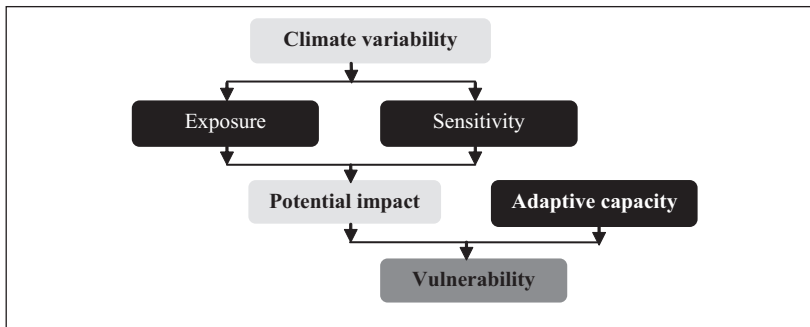 Climate variability
Exposure
Sensitivity
Potential impact
Adaptive capacity
Vulnerability